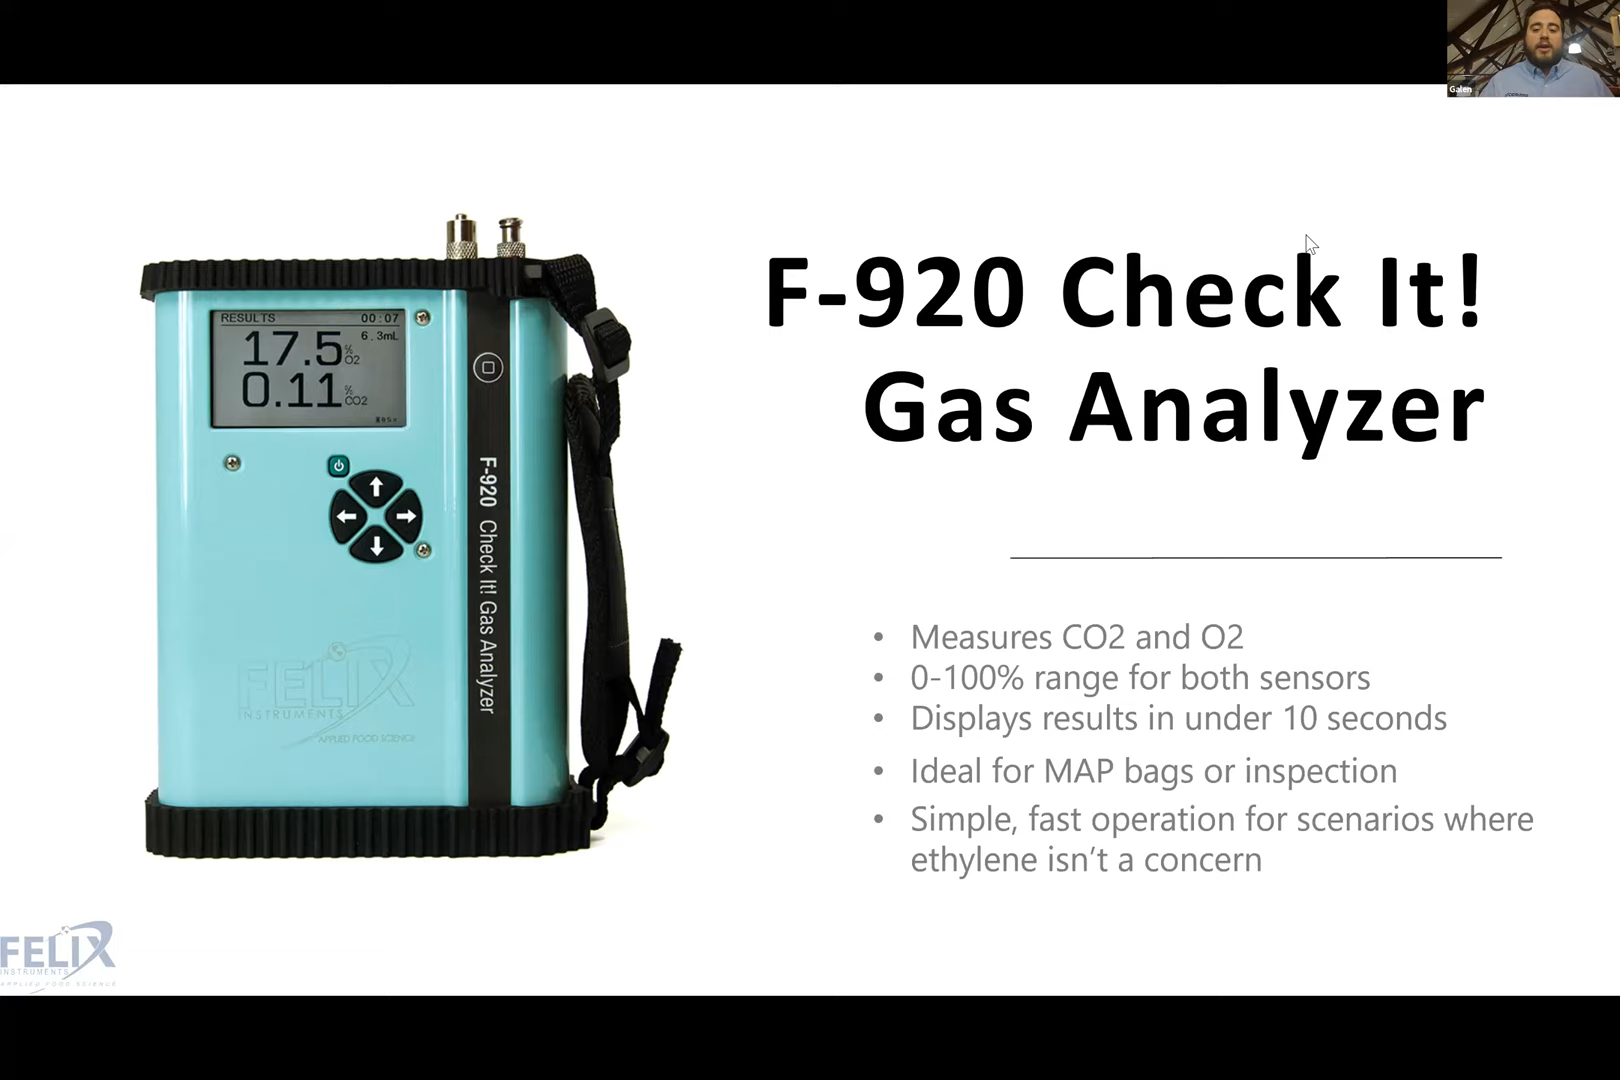 Galen
F-920 Check It!
Gas Analyzer
RESULTS 00:07
6.3mL
17.5 % O2
0.11 % CO2
F-920 Check It! Gas Analyzer
FELIX
INSTRUMENTS
APPLIED FOOD SCIENCE
• Measures CO2 and O2
• 0-100% range for both sensors
• Displays results in under 10 seconds
• Ideal for MAP bags or inspection
• Simple, fast operation for scenarios where
ethylene isn’t a concern
FELIX
INSTRUMENTS
APPLIED FOOD SCIENCE